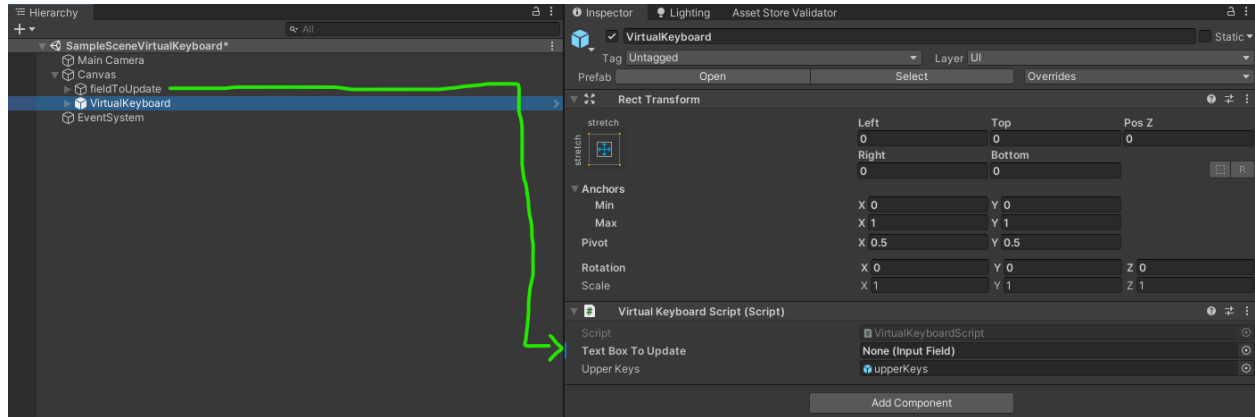 Hierarchy
All
SampleSceneVirtualKeyboard*
Main Camera
Canvas
fieldToUpdate
VirtualKeyboard
EventSystem
Inspector Lighting Asset Store Validator
VirtualKeyboard Static
Tag Untagged Layer UI
Prefab Open Select Overrides
Rect Transform
stretch
stretch
Left Top Pos Z
0 0 0
Right Bottom
0 0 R
Anchors
Min X 0 Y 0
Max X 1 Y 1
Pivot X 0.5 Y 0.5
Rotation X 0 Y 0 Z 0
Scale X 1 Y 1 Z 1
# Virtual Keyboard Script (Script)
Script # VirtualKeyboardScript
Text Box To Update None (Input Field)
Upper Keys upperKeys
Add Component